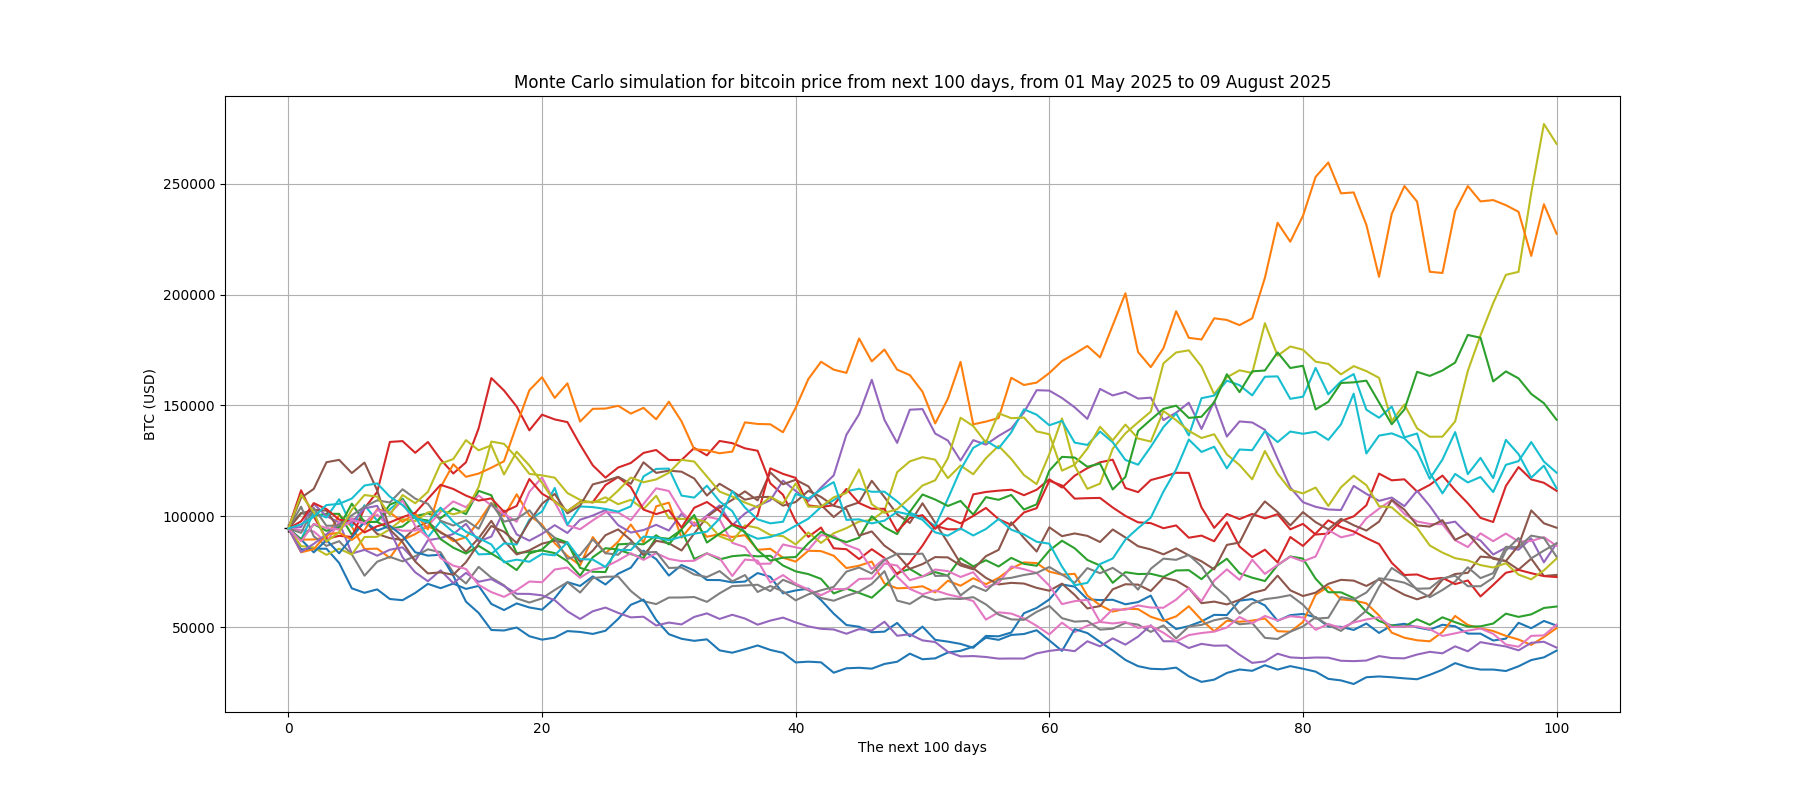 Monte Carlo simulation for bitcoin price from next 100 days, from 01 May 2025 to 09 August 2025
250000
200000
150000
100000
50000
BTC (USD)
0 20 40 60 80 100
The next 100 days